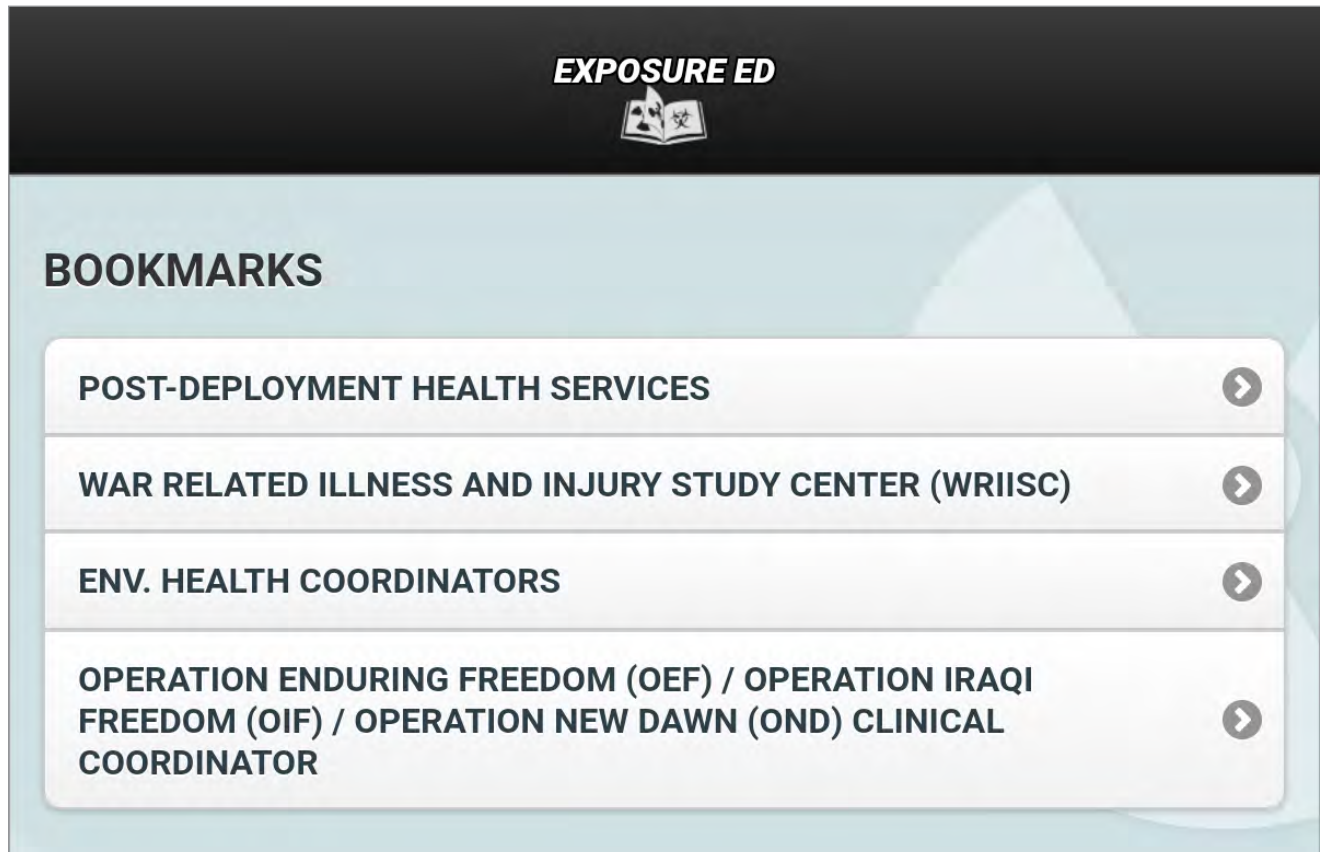 EXPOSURE ED
BOOKMARKS
POST-DEPLOYMENT HEALTH SERVICES
WAR RELATED ILLNESS AND INJURY STUDY CENTER (WRIISC)
ENV. HEALTH COORDINATORS
OPERATION ENDURING FREEDOM (OEF) / OPERATION IRAQI
FREEDOM (OIF) / OPERATION NEW DAWN (OND) CLINICAL
COORDINATOR